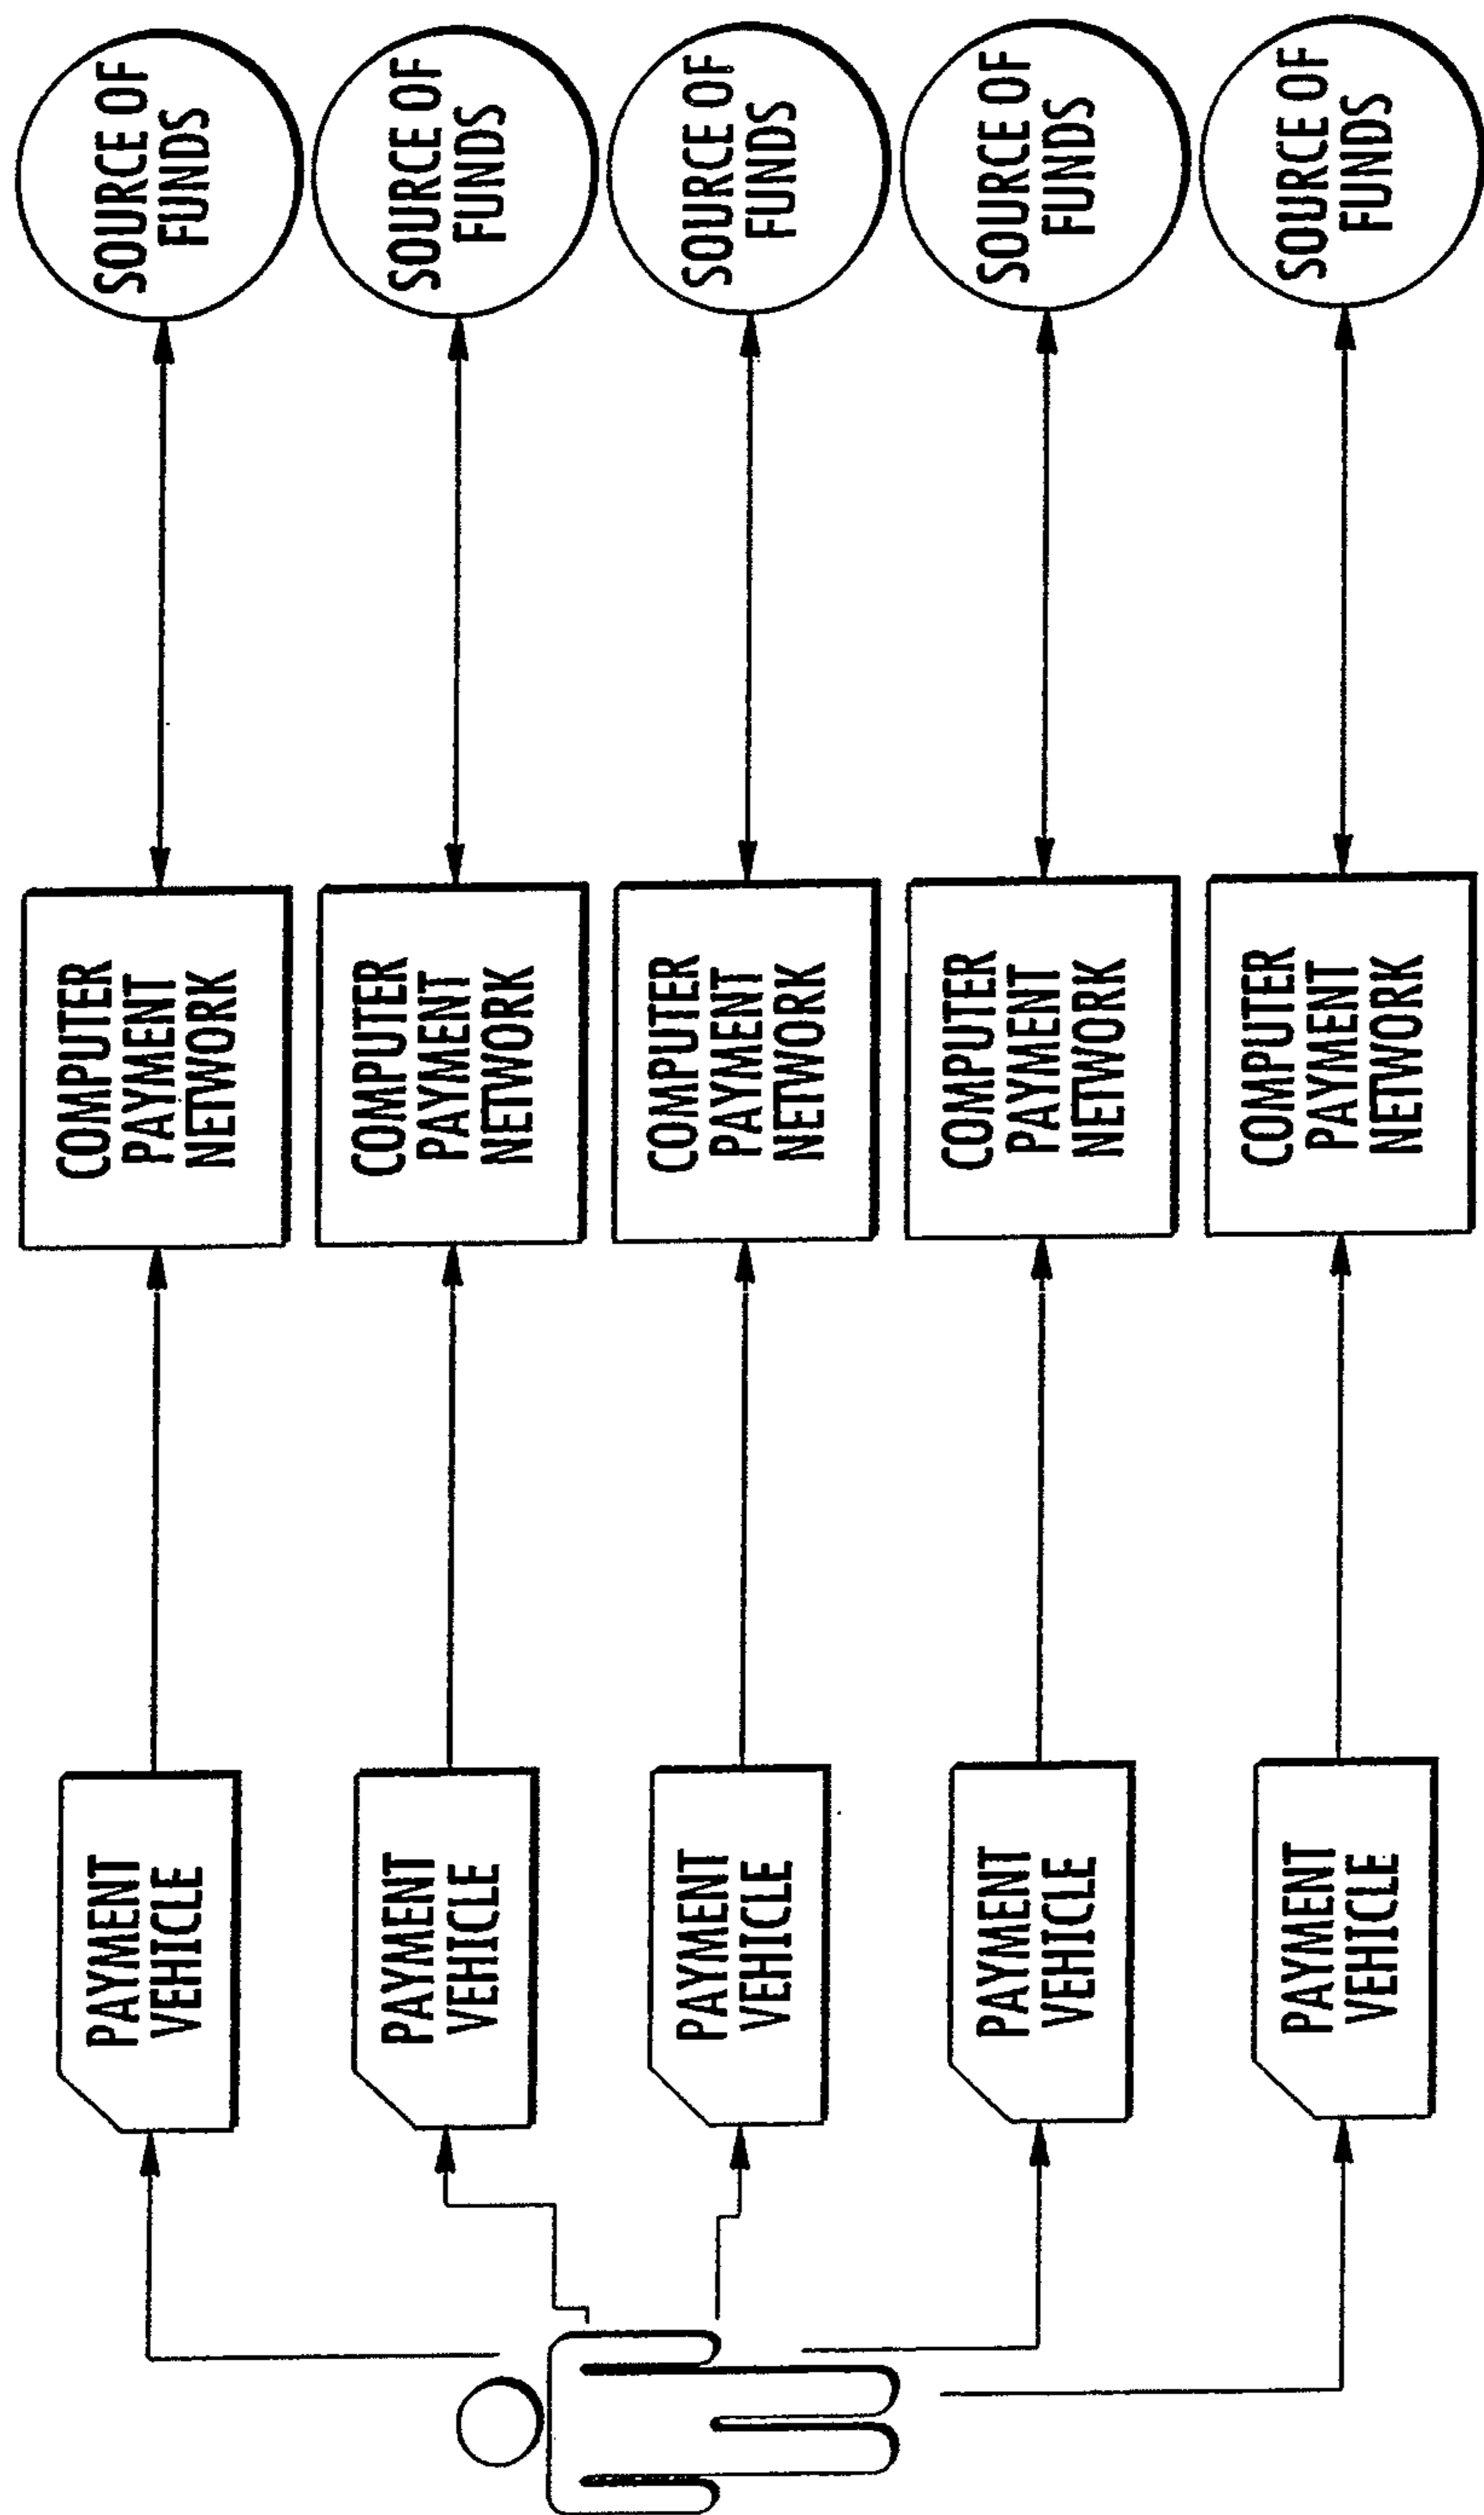 PAYMENT
VEHICLE
COMPUTER
PAYMENT
NETWORK
SOURCE OF
FUNDS
PAYMENT
VEHICLE
COMPUTER
PAYMENT
NETWORK
SOURCE OF
FUNDS
PAYMENT
VEHICLE
COMPUTER
PAYMENT
NETWORK
SOURCE OF
FUNDS
PAYMENT
VEHICLE
COMPUTER
PAYMENT
NETWORK
SOURCE OF
FUNDS
PAYMENT
VEHICLE
COMPUTER
PAYMENT
NETWORK
SOURCE OF
FUNDS